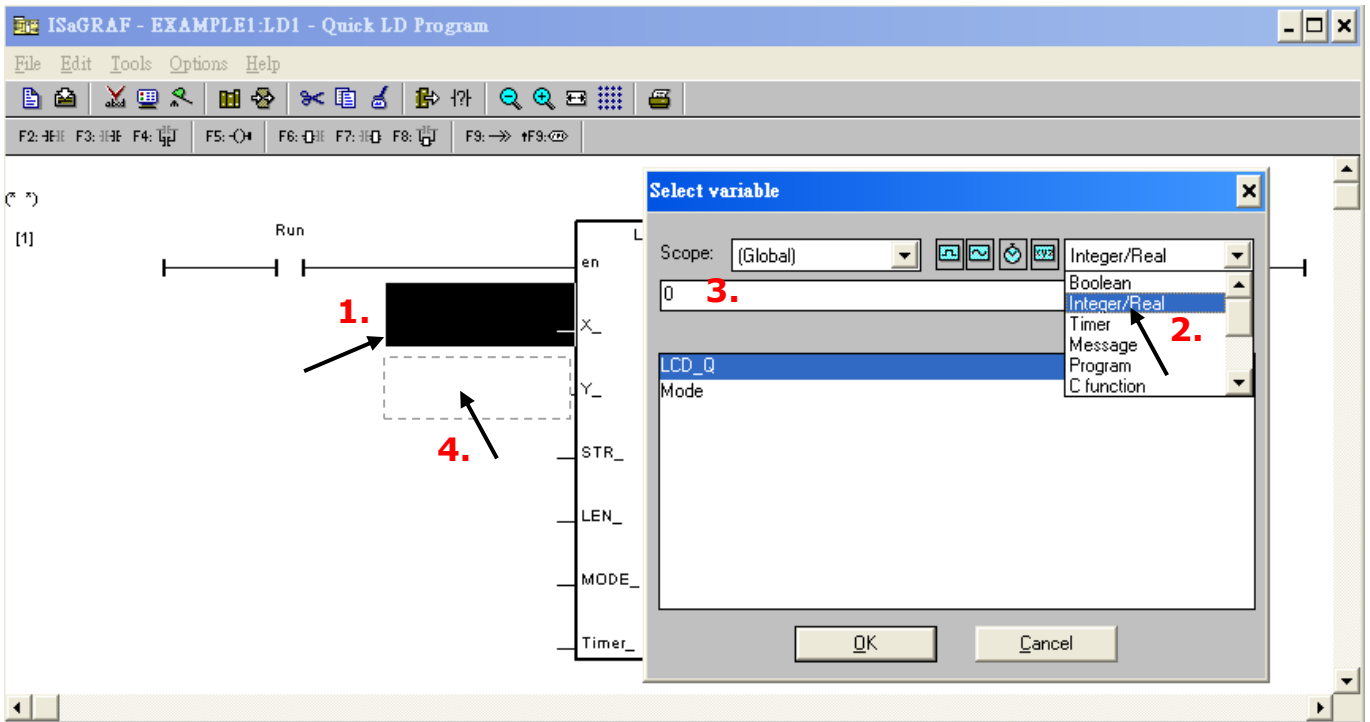 ISaGRAF - EXAMPLE1:LD1 - Quick LD Program
File Edit Tools Options Help
F2: F3: F4: F5: F6: F7: F8: F9: F9:
(* *)
[1]
Run
L
en
X_
Y_
STR_
LEN_
MODE_
Timer_
1.
4.
Select variable
Scope: (Global) xyz Integer/Real
0
3.
Boolean
Integer/Real
Timer
Message
Program
C function
2.
LCD_Q
Mode
OK Cancel